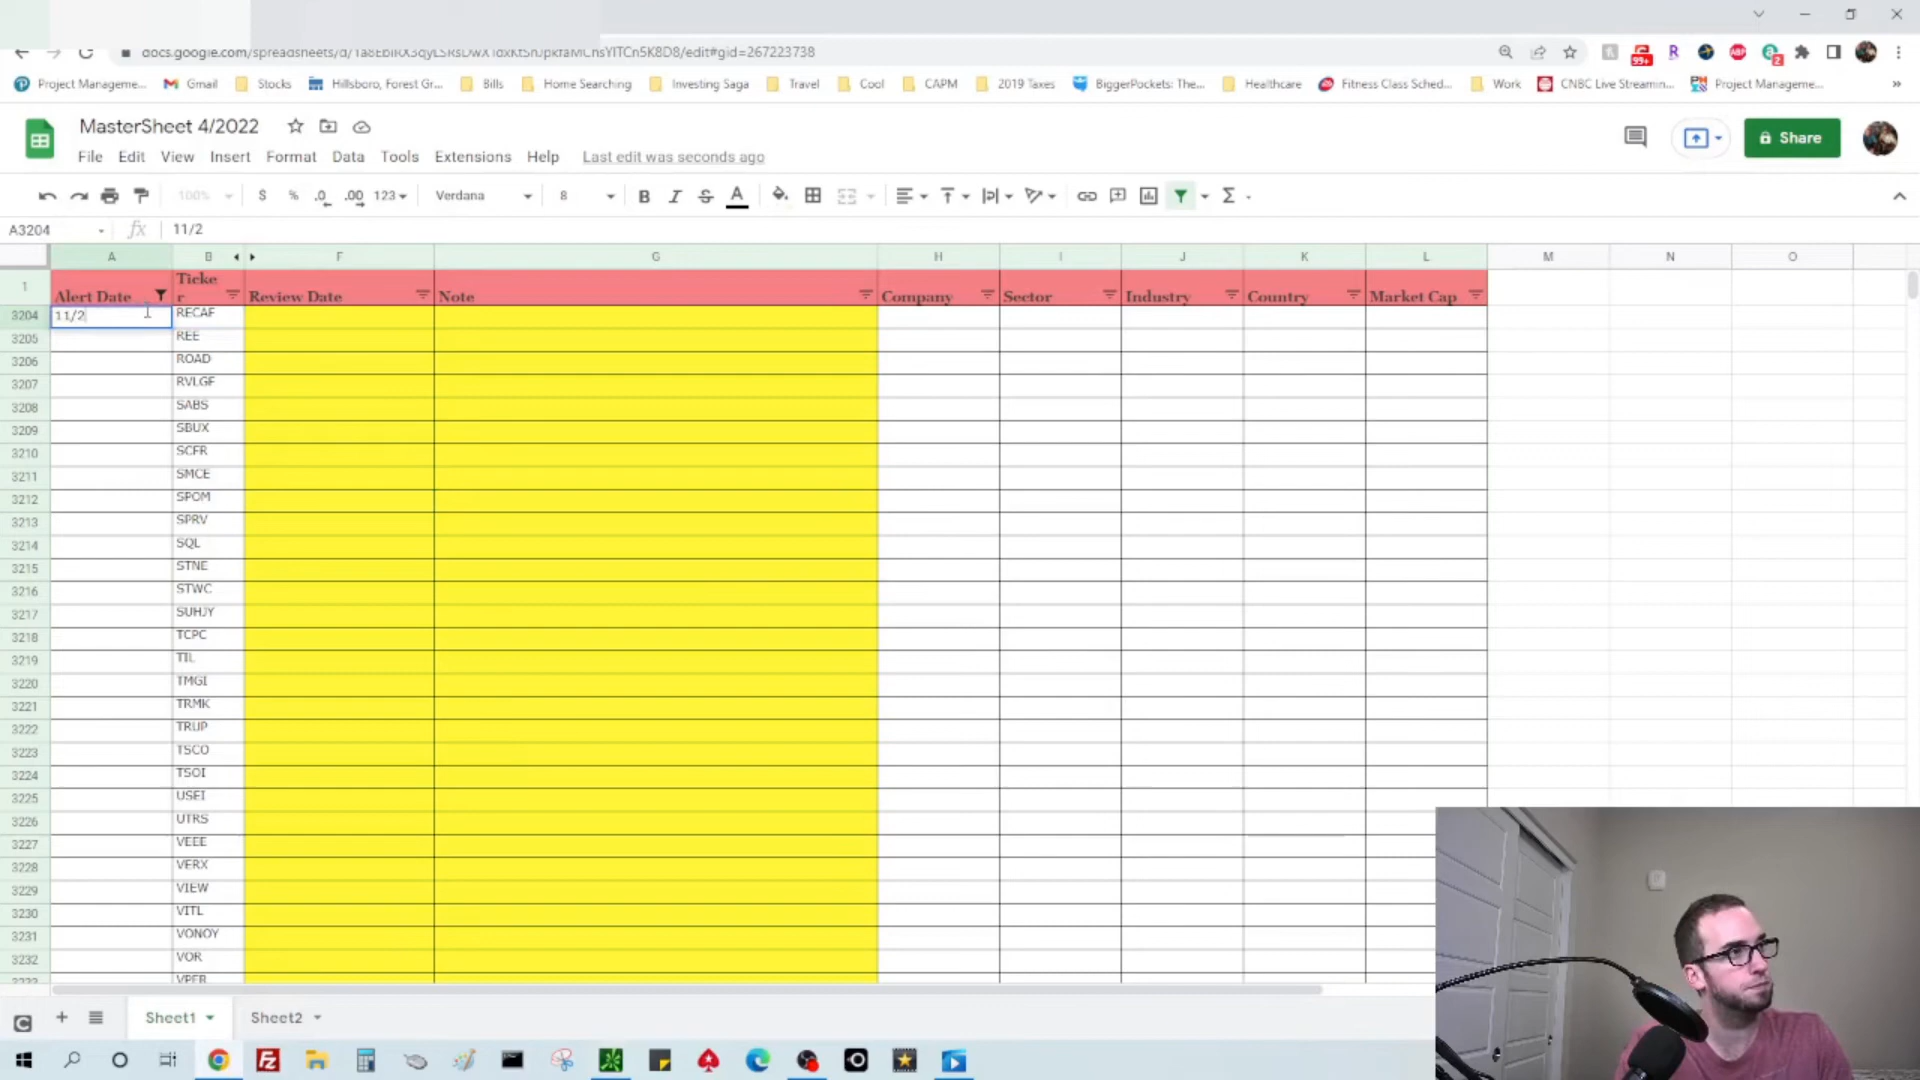 Project Manageme...
Gmail
Stocks
Hillsboro, Forest Gr...
Bills
Home Searching
Investing Saga
Travel
Cool
CAPM
2019 Taxes
BiggerPockets: The...
Healthcare
Fitness Class Sched...
Work
CNBC Live Streamin...
Project Manageme...
MasterSheet 4/2022
Share
File Edit View Insert Format Data Tools Extensions Help Last edit was seconds ago
100% $ % .0 .00 123 Verdana 8 B I S A
A3204 fx 11/2
A B F G H I J K L M N O
1 Alert Date Ticker Review Date Note Company Sector Industry Country Market Cap
3204 11/2 RECAF
3205 REE
3206 ROAD
3207 RVLGF
3208 SABS
3209 SBUX
3210 SCFR
3211 SMCE
3212 SPOM
3213 SPRV
3214 SQL
3215 STNE
3216 STWC
3217 SUHJY
3218 TCPC
3219 TIL
3220 TMGI
3221 TRMK
3222 TRUP
3223 TSCO
3224 TSOI
3225 USEI
3226 UTRS
3227 VEEE
3228 VERX
3229 VIEW
3230 VITL
3231 VONOY
3232 VOR
VPER
Sheet1 Sheet2